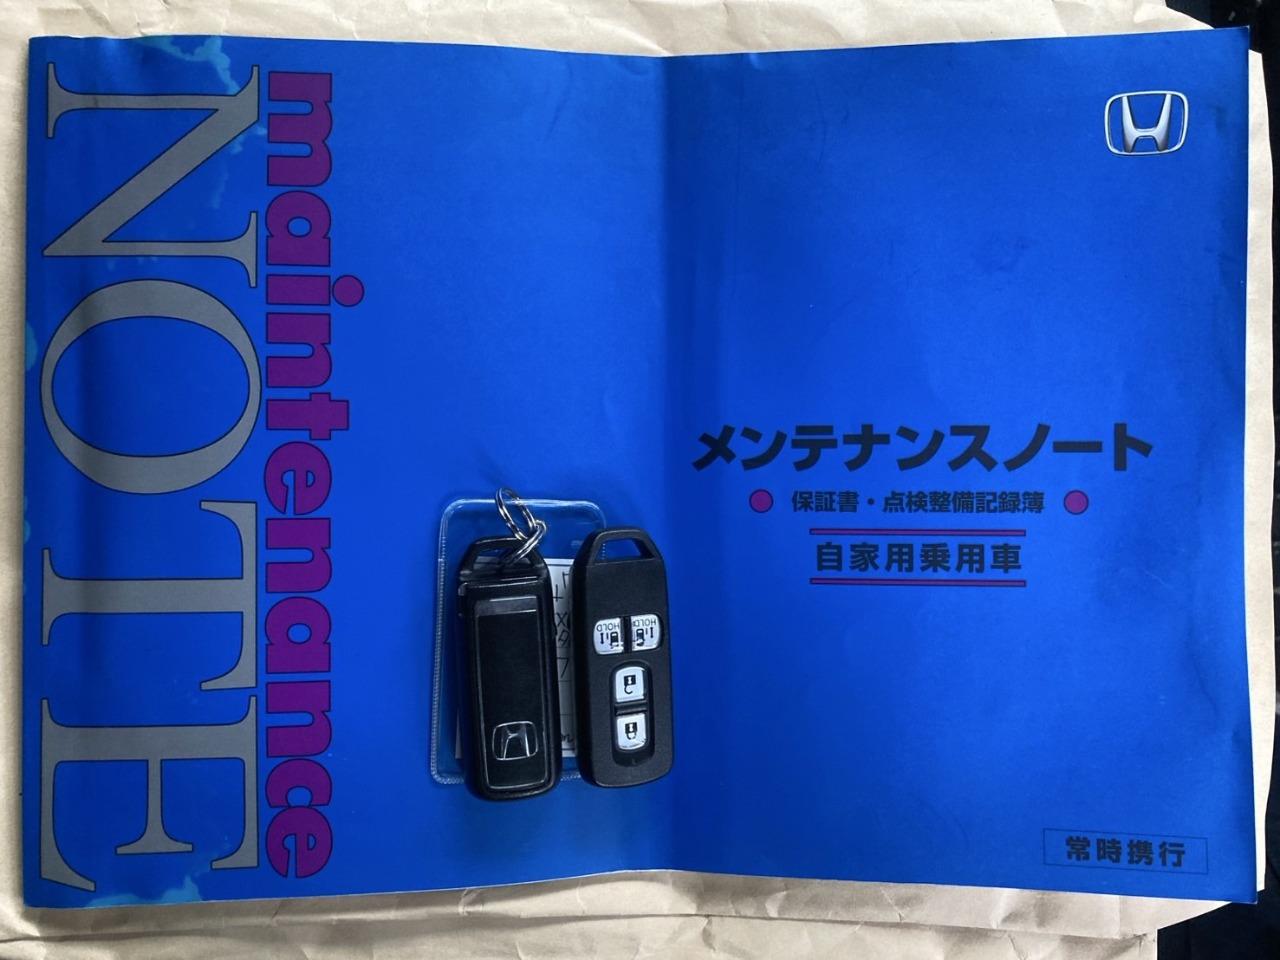 maintenance
NOTE
メンテナンスノート
保証書・点検整備記録簿
自家用乗用車
常時携行
HOLD
HOLD